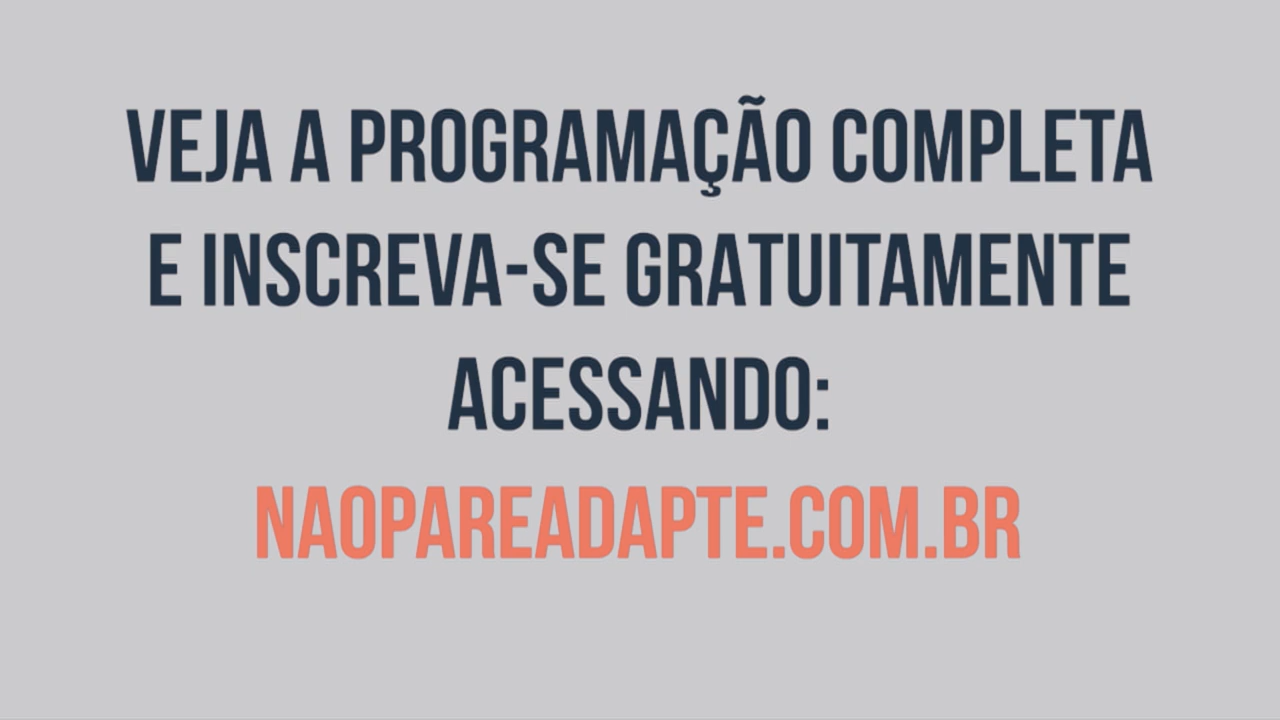 VEJA A PROGRAMAÇÃO COMPLETA
E INSCREVA-SE GRATUITAMENTE
ACESSANDO:
NAOPAREADAPTE.COM.BR